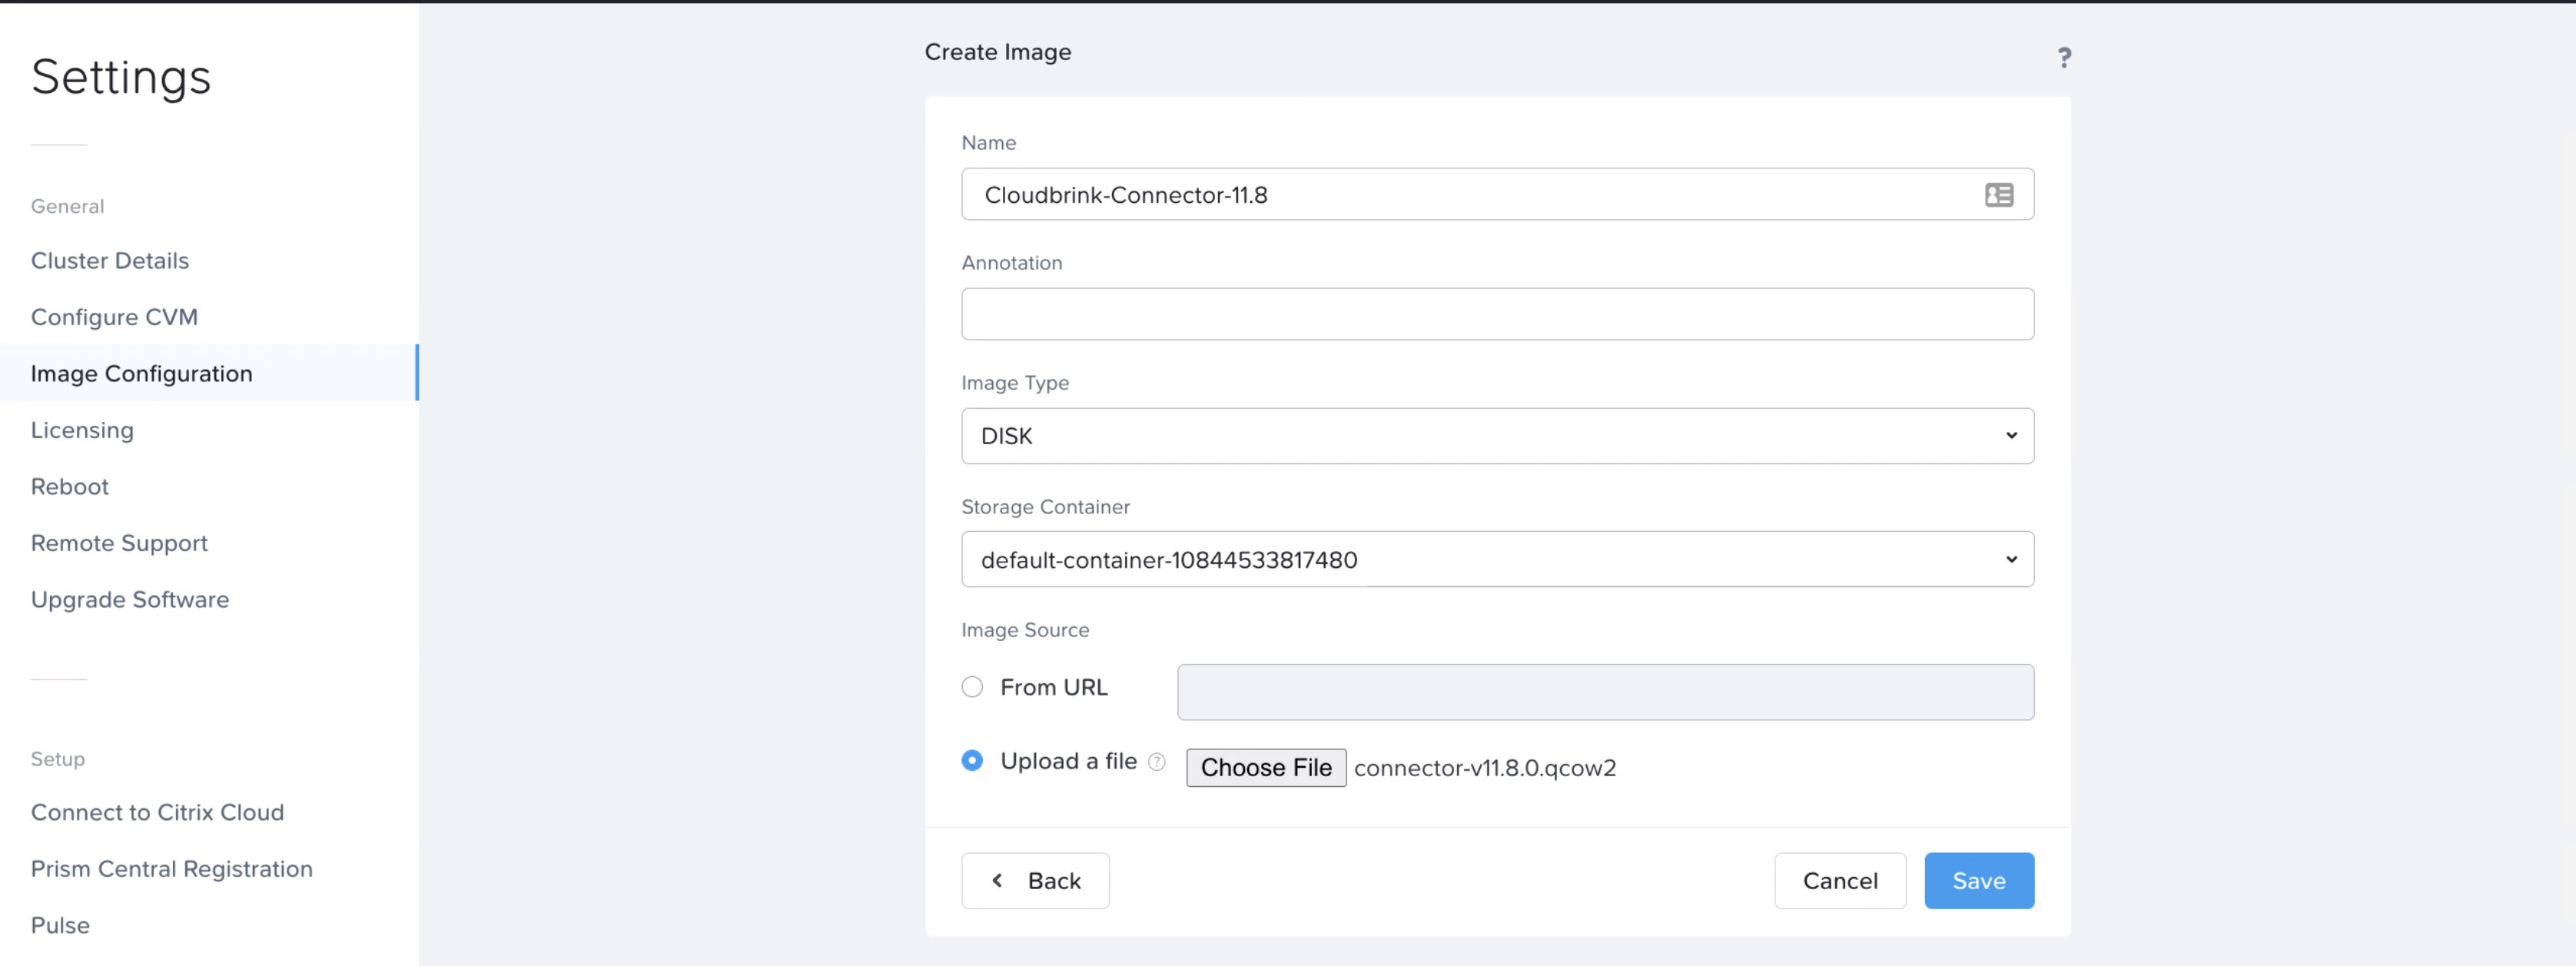 Settings
General
Cluster Details
Configure CVM
Image Configuration
Licensing
Reboot
Remote Support
Upgrade Software
Setup
Connect to Citrix Cloud
Prism Central Registration
Pulse
Create Image
?
Name
Cloudbrink-Connector-11.8
Annotation
Image Type
DISK
Storage Container
default-container-10844533817480
Image Source
From URL
Upload a file ? Choose File connector-v11.8.0.qcow2
Back Cancel Save